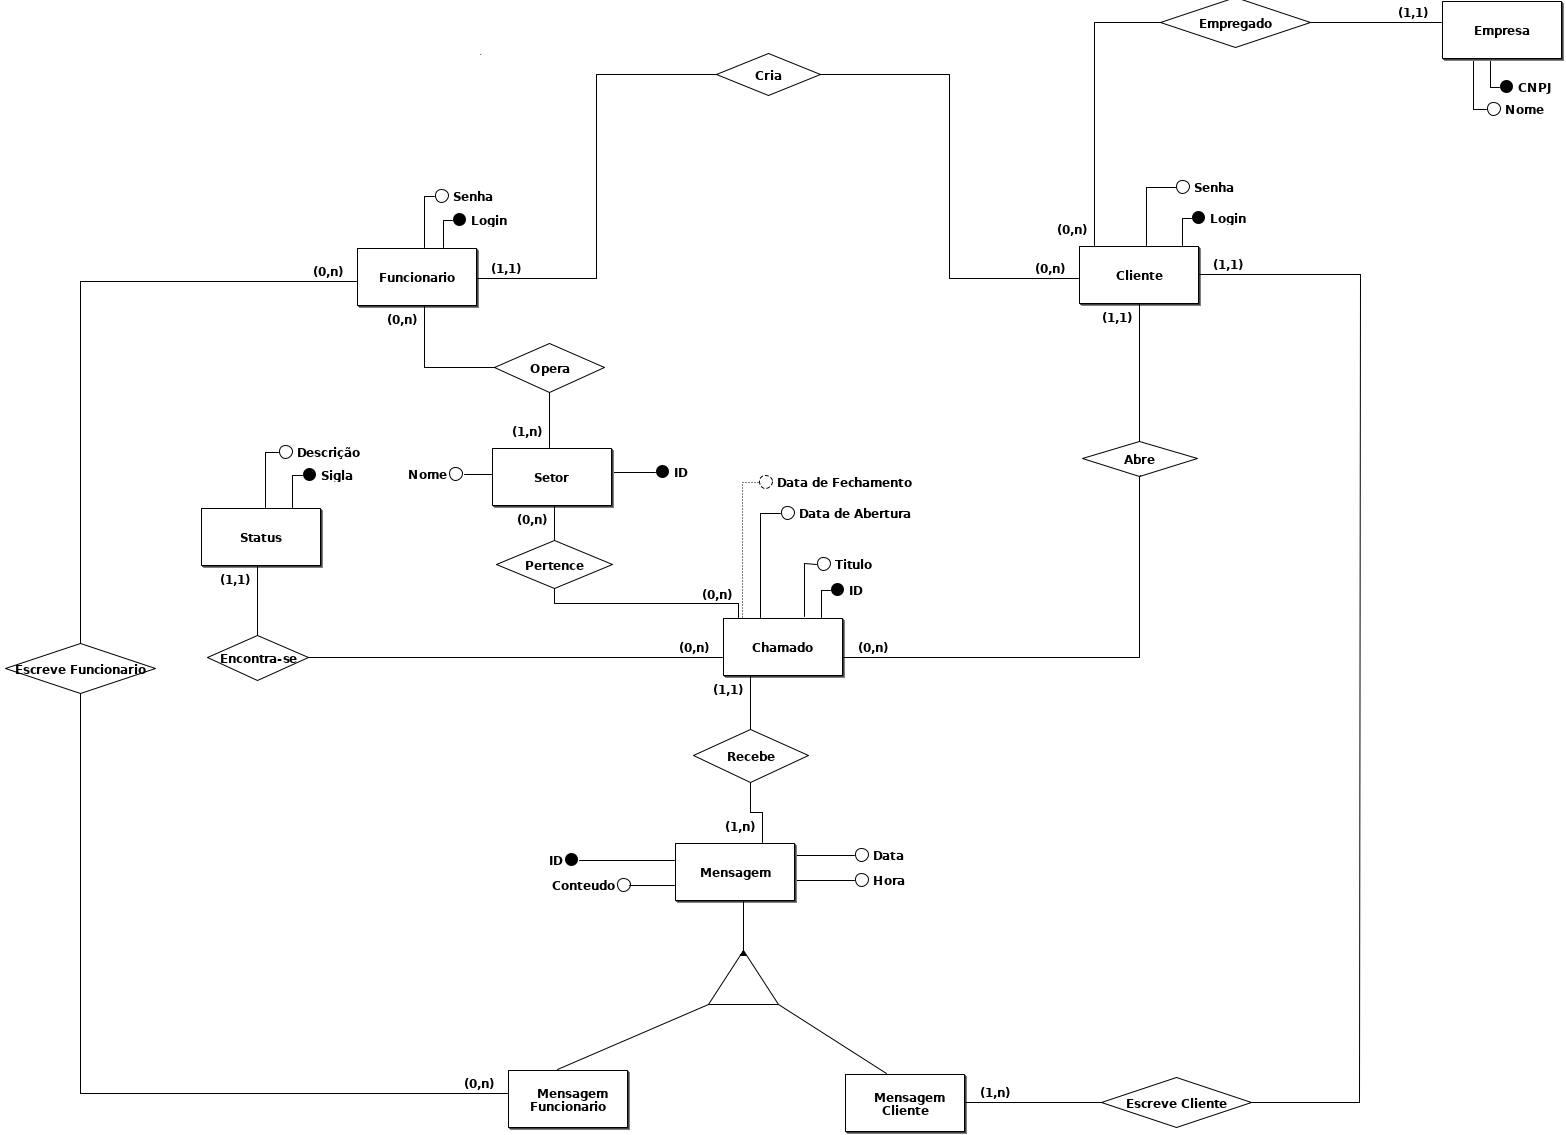 Empregado
(1,1)
Empresa
CNPJ
Nome
Cria
Senha
Login
Senha
Login
(0,n)
(0,n)
Funcionario
(1,1)
(0,n)
Cliente
(1,1)
(0,n)
(1,1)
Opera
(1,n)
Descrição
Sigla
Nome
Setor
ID
Abre
Data de Fechamento
Data de Abertura
Status
(0,n)
Pertence
Titulo
ID
(1,1)
(0,n)
Encontra-se
(0,n)
Chamado
(0,n)
Escreve Funcionario
(1,1)
Recebe
(1,n)
ID
Conteudo
Mensagem
Data
Hora
(0,n)
Mensagem
Funcionario
Mensagem
Cliente
(1,n)
Escreve Cliente